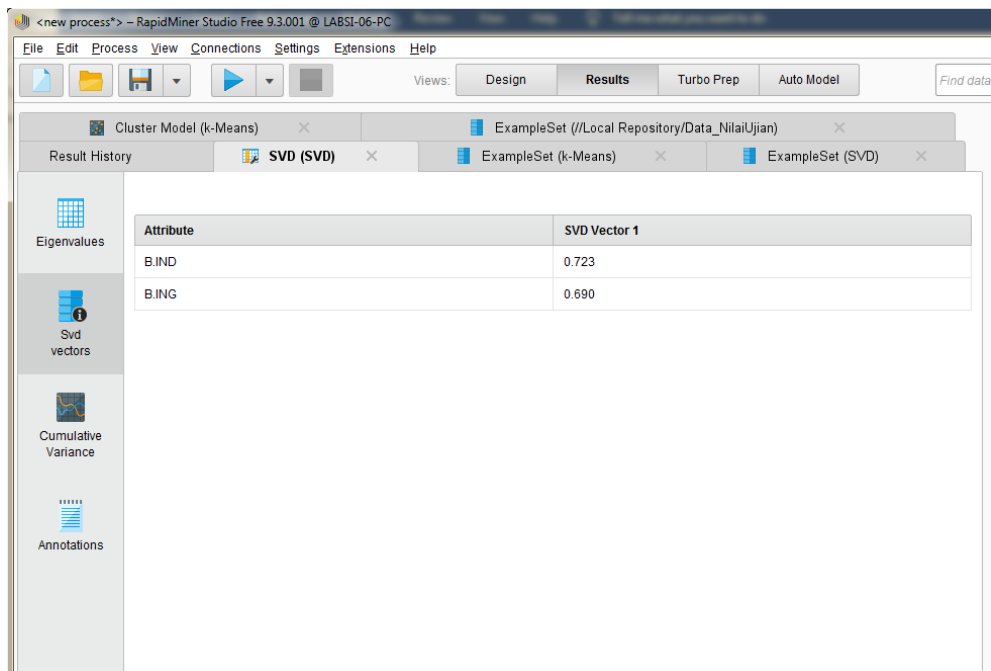 <new process*> – RapidMiner Studio Free 9.3.001 @ LABSI-06-PC
File Edit Process View Connections Settings Extensions Help
Views: Design Results Turbo Prep Auto Model Find data
Cluster Model (k-Means) ExampleSet (//Local Repository/Data_NilaiUjian)
Result History SVD (SVD) ExampleSet (k-Means) ExampleSet (SVD)
Eigenvalues
Svd
vectors
Cumulative
Variance
Annotations
Attribute SVD Vector 1
B.IND 0.723
B.ING 0.690